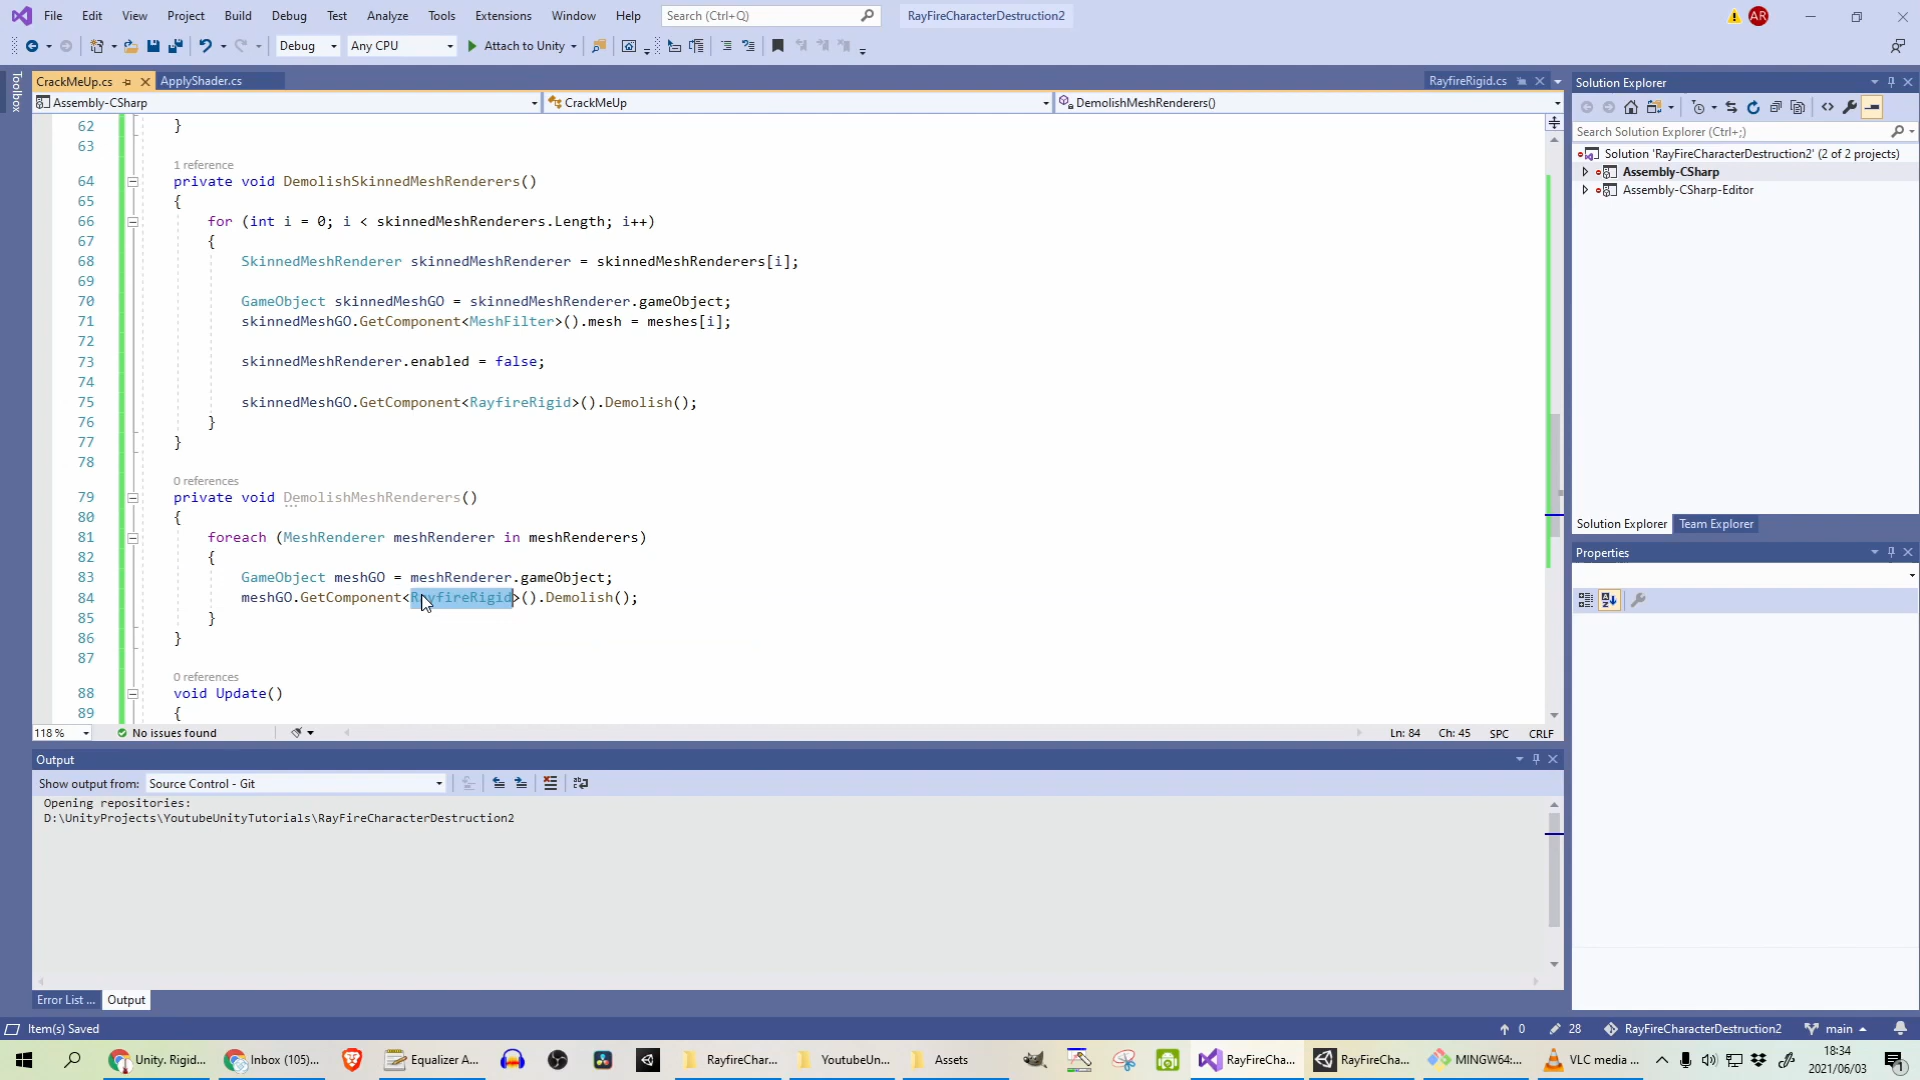 File Edit View Project Build Debug Test Analyze Tools Extensions Window Help Search (Ctrl+Q) RayFireCharacterDestruction2 AR
Debug Any CPU Attach to Unity
Toolbox
CrackMeUp.cs ApplyShader.cs RayfireRigid.cs
Assembly-CSharp CrackMeUp DemolishMeshRenderers()
62 }
63
1 reference
64 private void DemolishSkinnedMeshRenderers()
65 {
66 for (int i = 0; i < skinnedMeshRenderers.Length; i++)
67 {
68 SkinnedMeshRenderer skinnedMeshRenderer = skinnedMeshRenderers[i];
69
70 GameObject skinnedMeshGO = skinnedMeshRenderer.gameObject;
71 skinnedMeshGO.GetComponent<MeshFilter>().mesh = meshes[i];
72
73 skinnedMeshRenderer.enabled = false;
74
75 skinnedMeshGO.GetComponent<RayfireRigid>().Demolish();
76 }
77 }
78
0 references
79 private void DemolishMeshRenderers()
80 {
81 foreach (MeshRenderer meshRenderer in meshRenderers)
82 {
83 GameObject meshGO = meshRenderer.gameObject;
84 meshGO.GetComponent<RayfireRigid>().Demolish();
85 }
86 }
87
0 references
88 void Update()
89 {
118 % No issues found Ln: 84 Ch: 45 SPC CRLF
Output
Show output from: Source Control - Git
Opening repositories:
D:\UnityProjects\YoutubeUnityTutorials\RayFireCharacterDestruction2
Error List ... Output
Solution Explorer
Search Solution Explorer (Ctrl+;)
Solution 'RayFireCharacterDestruction2' (2 of 2 projects)
Assembly-CSharp
Assembly-CSharp-Editor
Solution Explorer Team Explorer
Properties
Item(s) Saved 0 28 RayFireCharacterDestruction2 main
Unity. Rigid... Inbox (105)... Equalizer A... RayfireChar... YoutubeUn... Assets RayFireCha... RayFireCha... MINGW64:... VLC media ... 18:34
2021/06/03